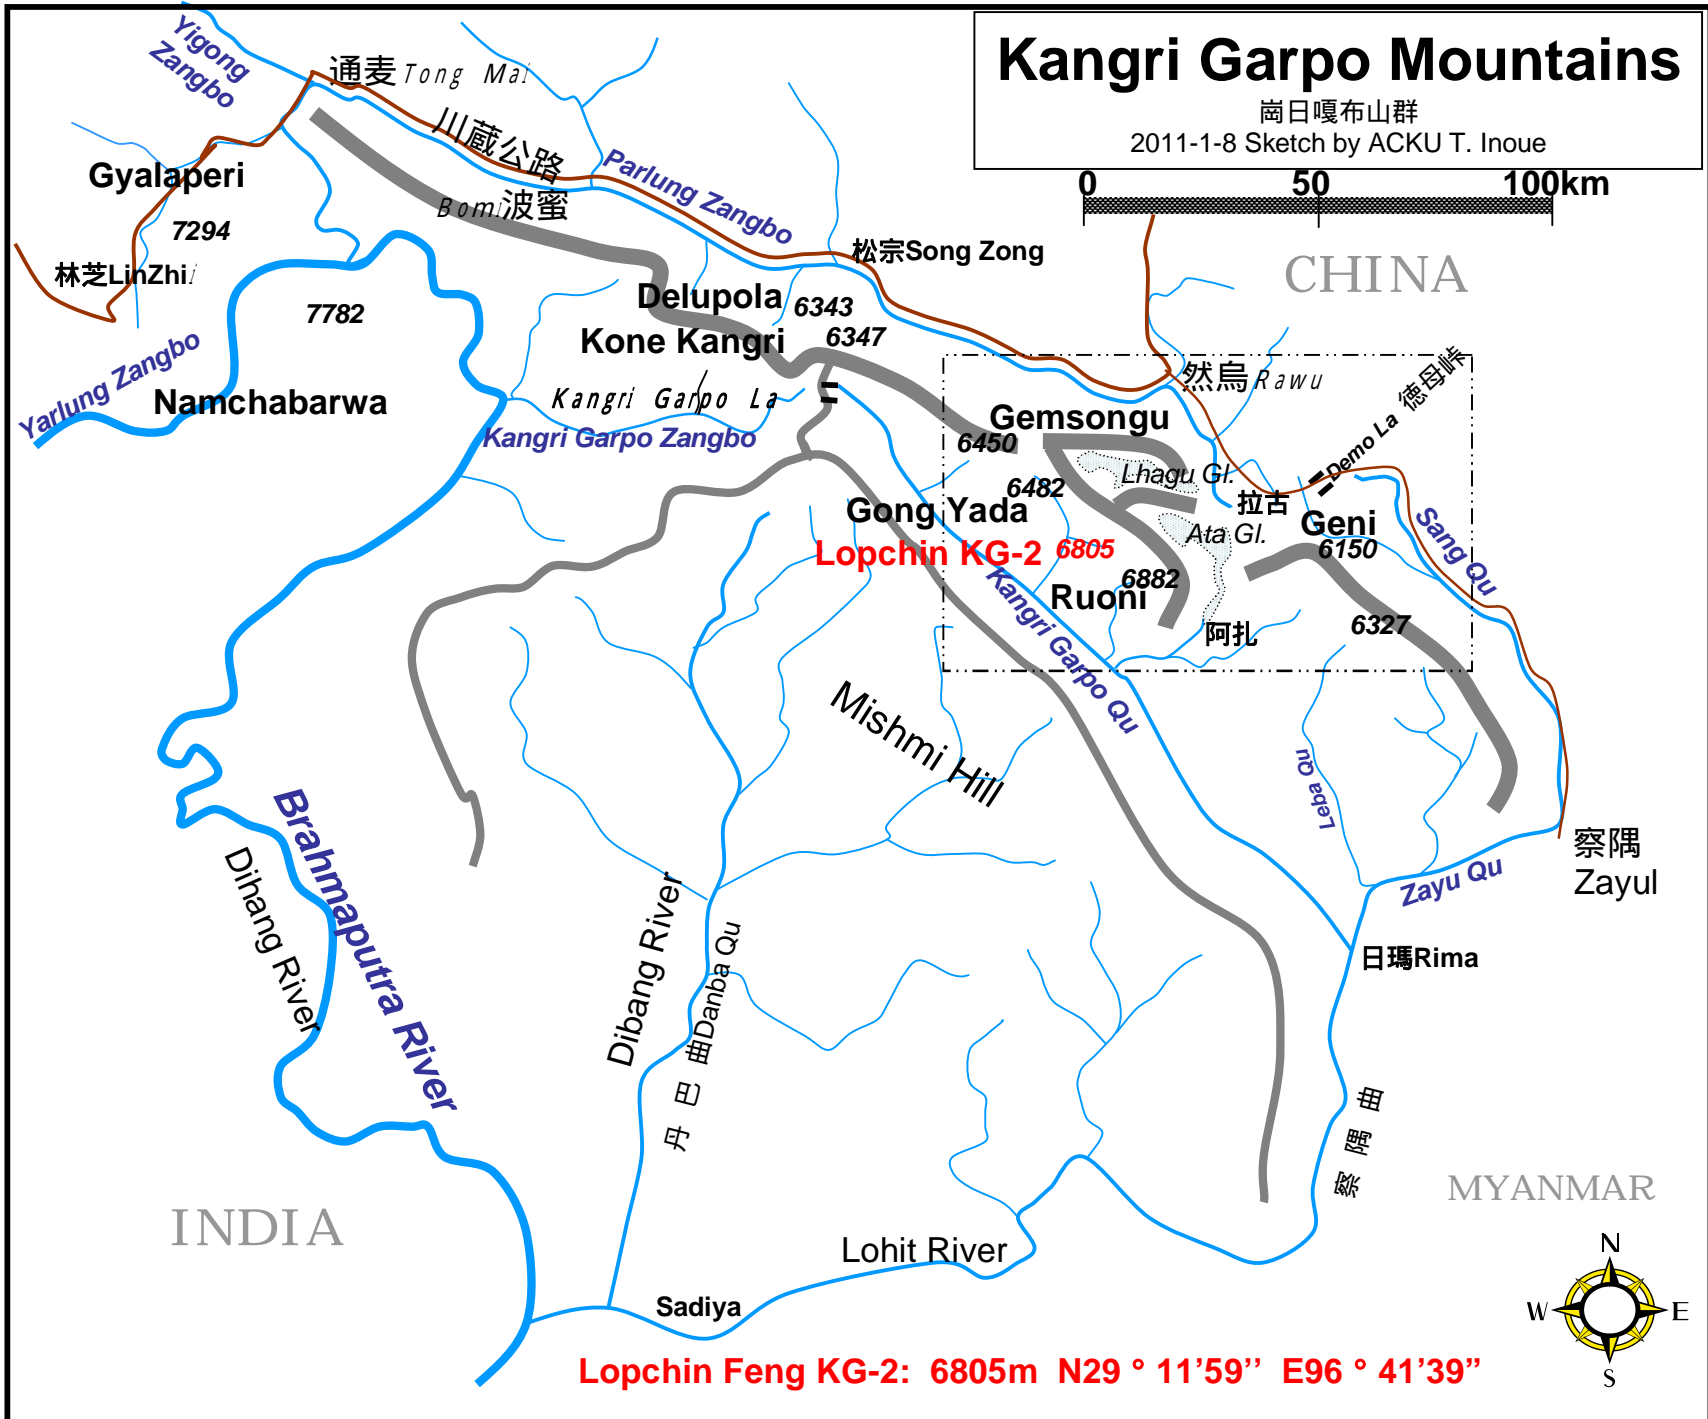 Kangri Garpo Mountains
崗日嘎布山群
2011-1-8 Sketch by ACKU T. Inoue
0 50 100km
Yigong
Zangbo
通麦 Tong Mai
川蔵公路
Parlung Zangbo
Bomi 波蜜
Gyalaperi
7294
林芝LinZhi
松宗Song Zong
CHINA
7782
Delupola 6343
Kone Kangri 6347
Yarlung Zangbo
Namchabarwa
Kangri Garpo La
Kangri Garpo Zangbo
然烏 Rawu
Demo La 德母峠
Gemsongu
6450
Lhagu Gl.
6482
拉古
Gong Yada
Ata Gl.
Geni
6150
Sang Qu
Lopchin KG-2 6805
6882
Ruoni
Kangri Garpo Qu
阿扎
6327
Mishmi Hill
Leba Qu
Brahmaputra River
Dihang River
Dibang River
丹巴曲Danba Qu
Zayu Qu
察隅
Zayul
日瑪Rima
察隅曲
INDIA
MYANMAR
Lohit River
Sadiya
N
W E
S
Lopchin Feng KG-2: 6805m N29 ° 11’59’’ E96 ° 41’39”